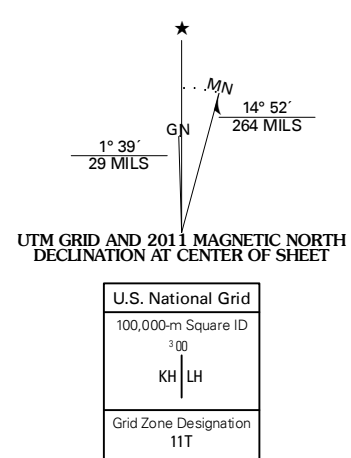 MN
GN
14° 52´
264 MILS
1° 39´
29 MILS
UTM GRID AND 2011 MAGNETIC NORTH
DECLINATION AT CENTER OF SHEET
U.S. National Grid
100,000-m Square ID
³00
KH LH
Grid Zone Designation
11T